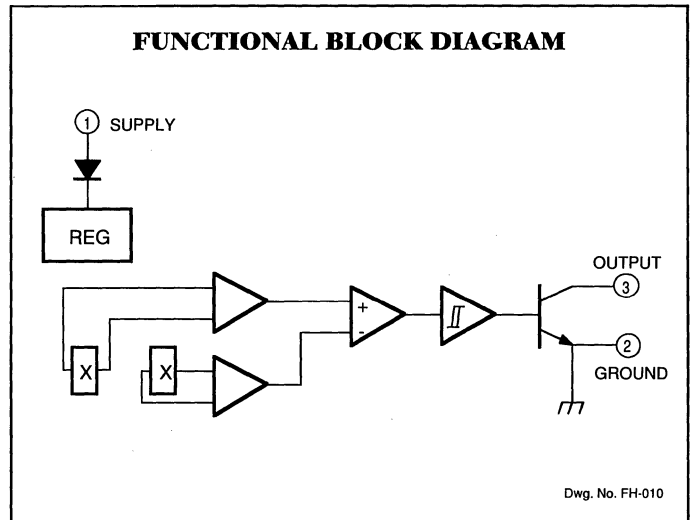 FUNCTIONAL BLOCK DIAGRAM
1 SUPPLY
REG
X
X
+
-
OUTPUT
3
2
GROUND
Dwg. No. FH-010